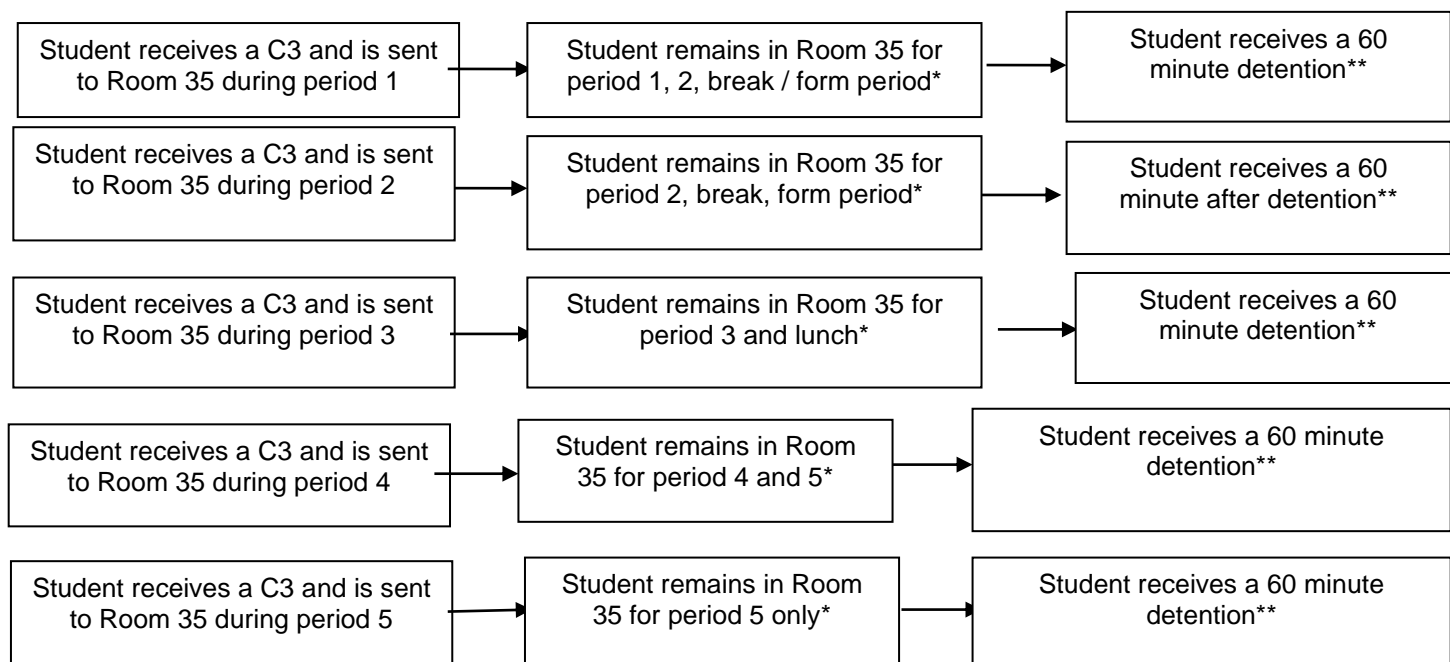 Student receives a C3 and is sent
to Room 35 during period 1
Student remains in Room 35 for
period 1, 2, break / form period*
Student receives a 60
minute detention**
Student receives a C3 and is sent
to Room 35 during period 2
Student remains in Room 35 for
period 2, break, form period*
Student receives a 60
minute after detention**
Student receives a C3 and is sent
to Room 35 during period 3
Student remains in Room 35 for
period 3 and lunch*
Student receives a 60
minute detention**
Student receives a C3 and is sent
to Room 35 during period 4
Student remains in Room
35 for period 4 and 5*
Student receives a 60 minute
detention**
Student receives a C3 and is sent
to Room 35 during period 5
Student remains in Room
35 for period 5 only*
Student receives a 60 minute
detention**